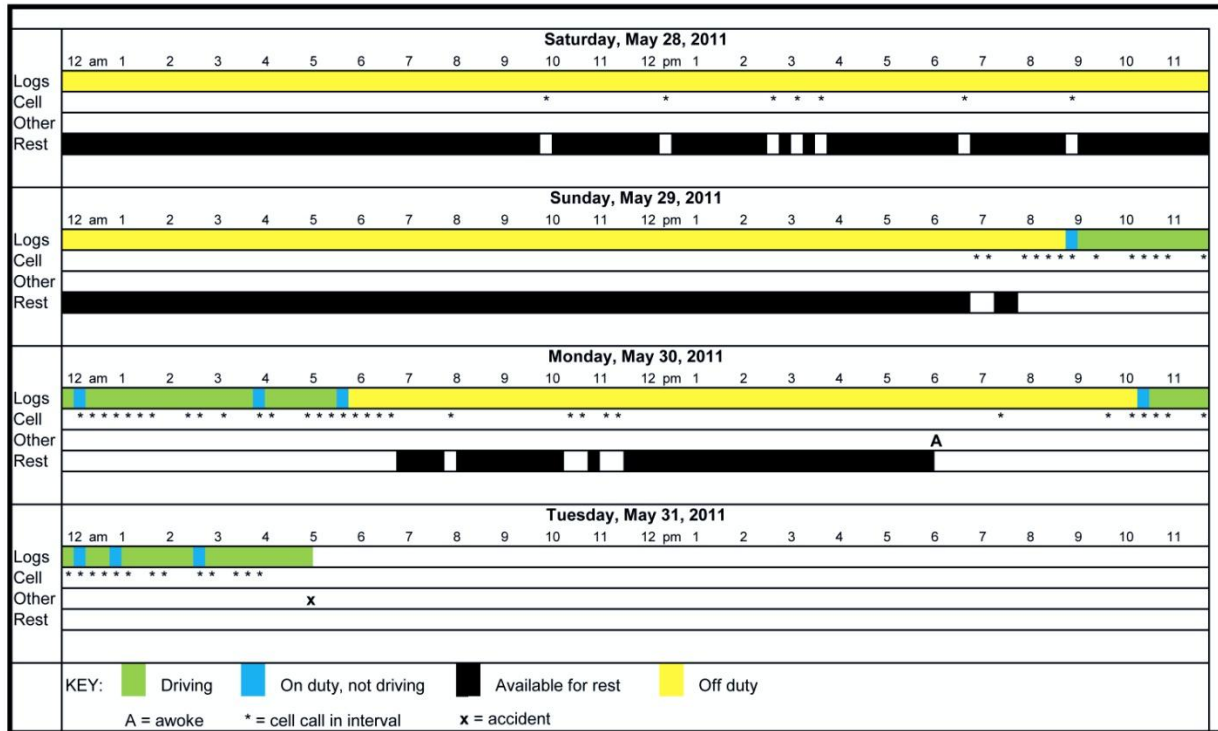 Saturday, May 28, 2011
12 am 1 2 3 4 5 6 7 8 9 10 11 12 pm 1 2 3 4 5 6 7 8 9 10 11
Logs
Cell * * * * * * *
Other
Rest
Sunday, May 29, 2011
12 am 1 2 3 4 5 6 7 8 9 10 11 12 pm 1 2 3 4 5 6 7 8 9 10 11
Logs
Cell * * * * * * * * * * * * *
Other
Rest
Monday, May 30, 2011
12 am 1 2 3 4 5 6 7 8 9 10 11 12 pm 1 2 3 4 5 6 7 8 9 10 11
Logs
Cell * * * * * * * * * * * * * * * * * * * * * * * * * * * * * * * *
Other A
Rest
Tuesday, May 31, 2011
12 am 1 2 3 4 5 6 7 8 9 10 11 12 pm 1 2 3 4 5 6 7 8 9 10 11
Logs
Cell * * * * * * * * * * * * *
Other x
Rest
KEY: Driving On duty, not driving Available for rest Off duty
A = awoke * = cell call in interval x = accident